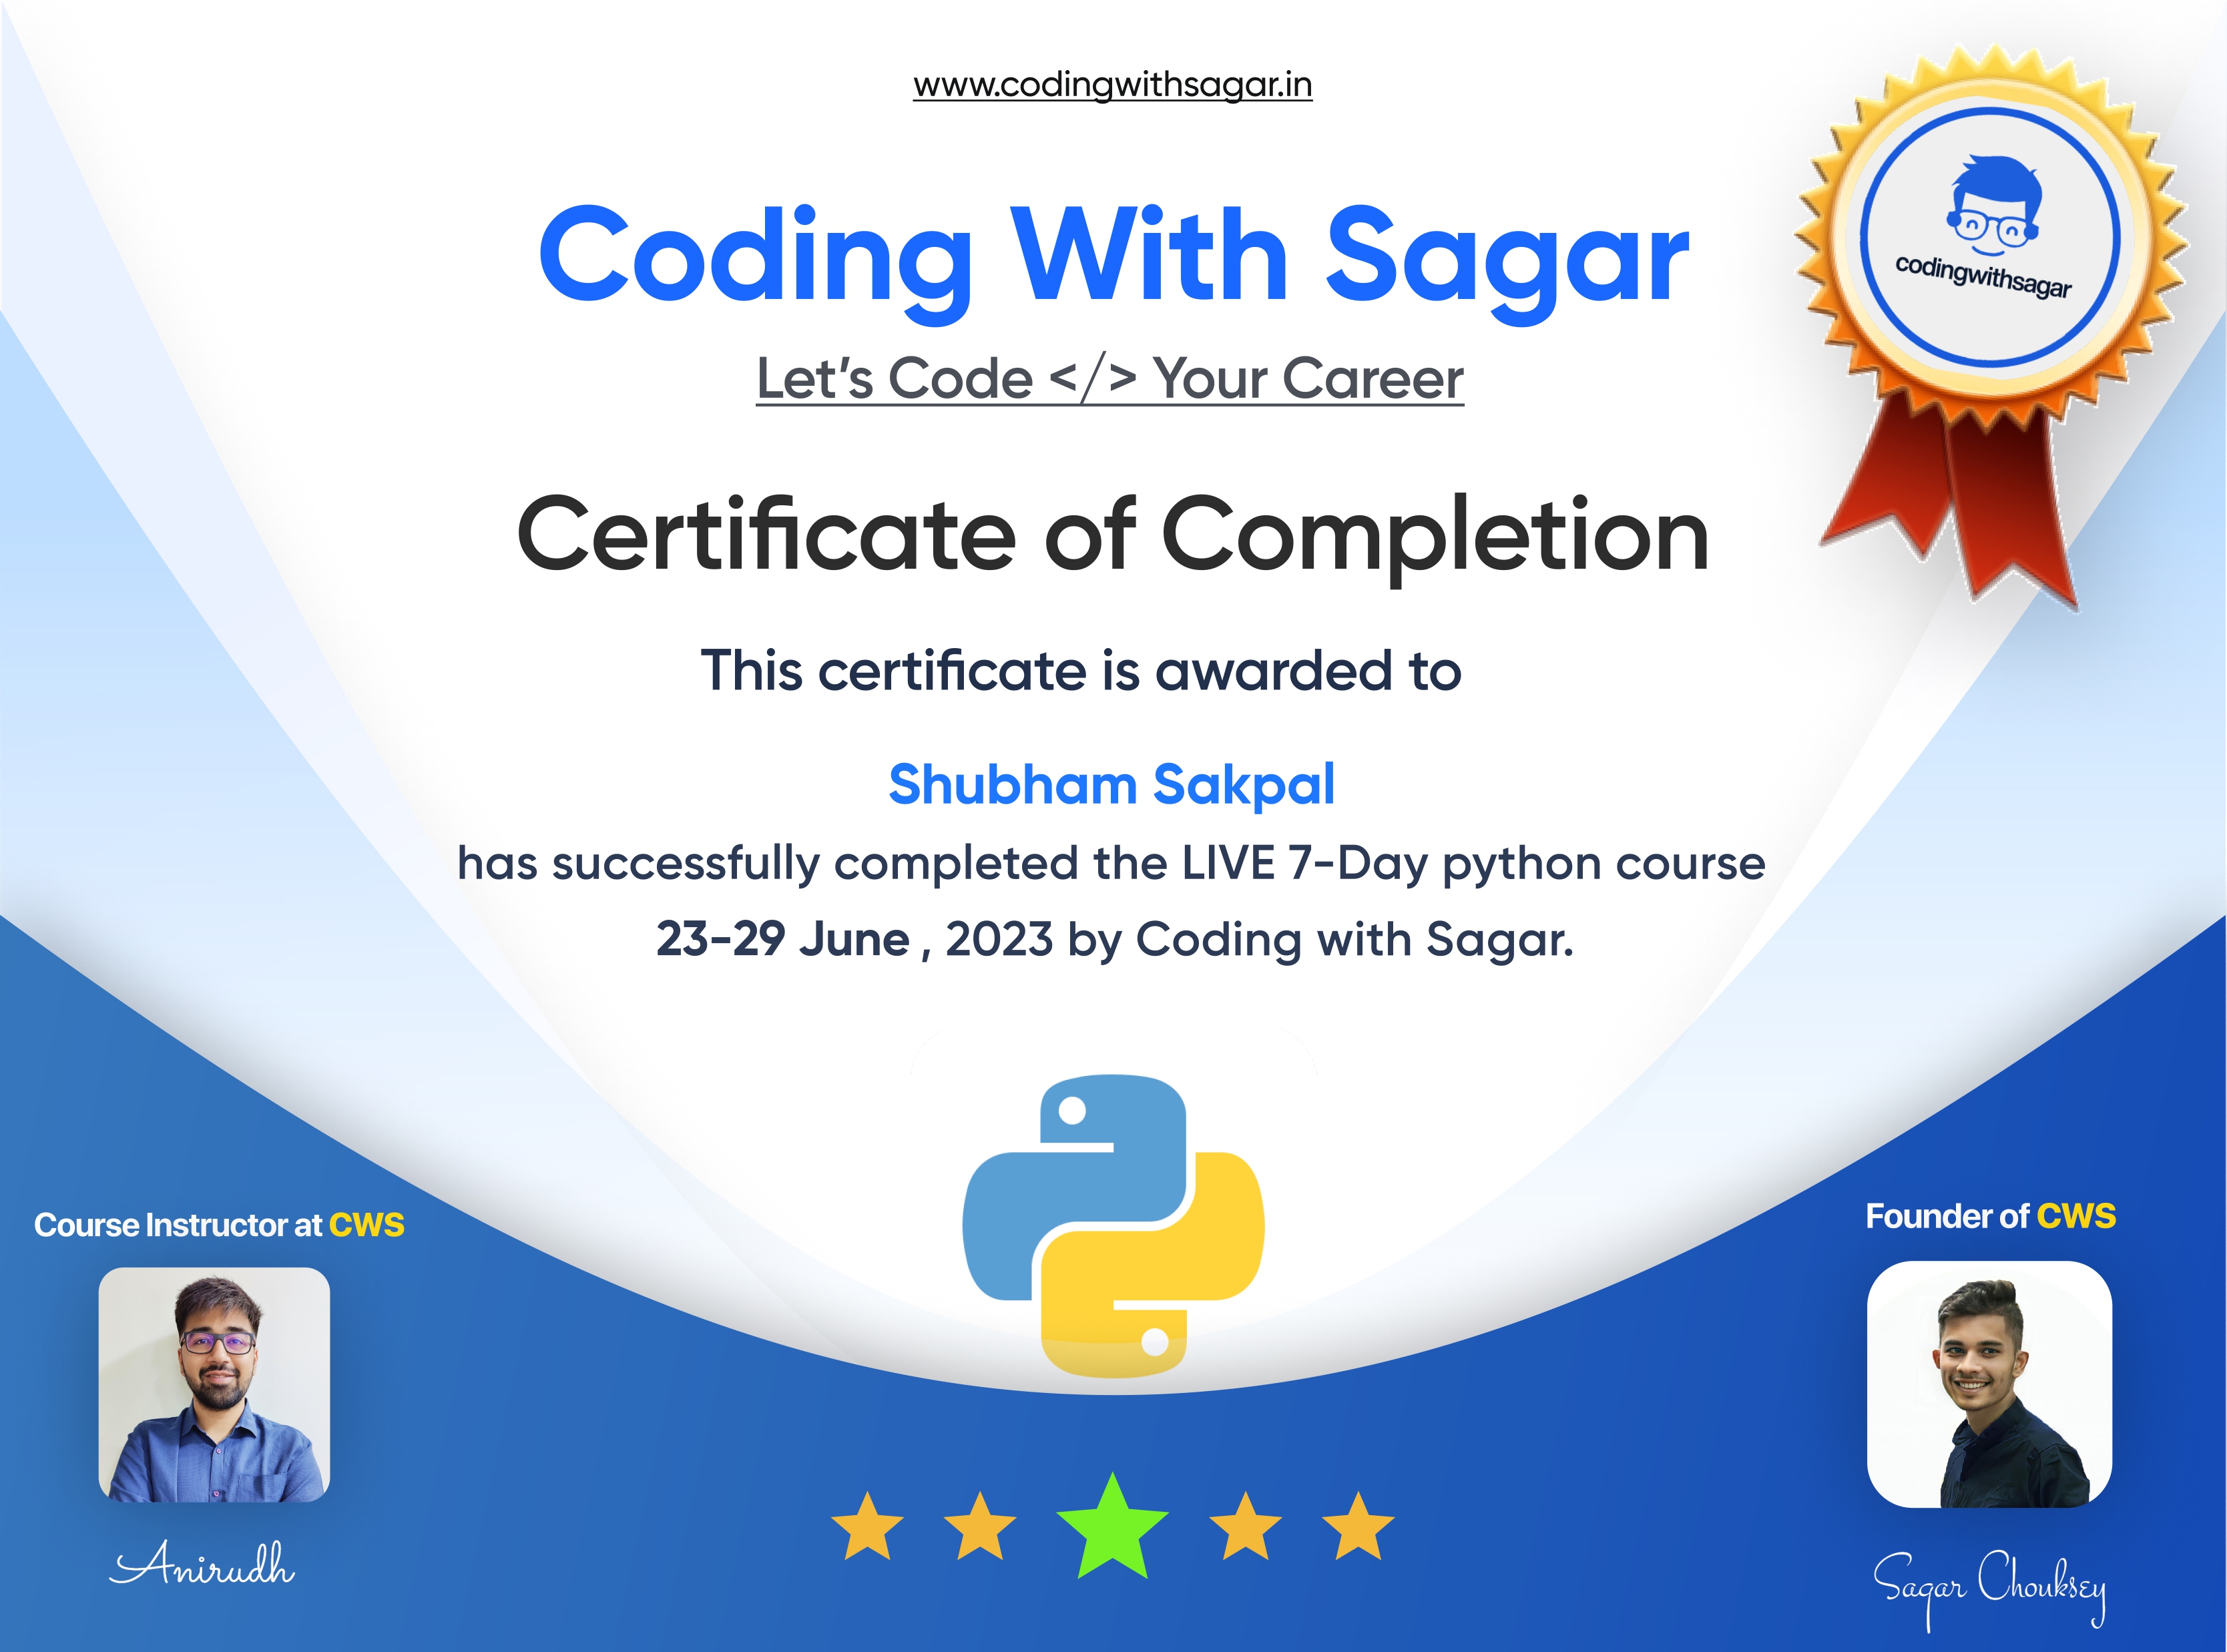 www.codingwithsagar.in
Coding With Sagar
codingwithsagar
Let’s Code </> Your Career
Certificate of Completion
This certificate is awarded to
Shubham Sakpal
has successfully completed the LIVE 7-Day python course
23-29 June , 2023 by Coding with Sagar.
Course Instructor at CWS
Anirudh
Founder of CWS
Sagar Chouksey